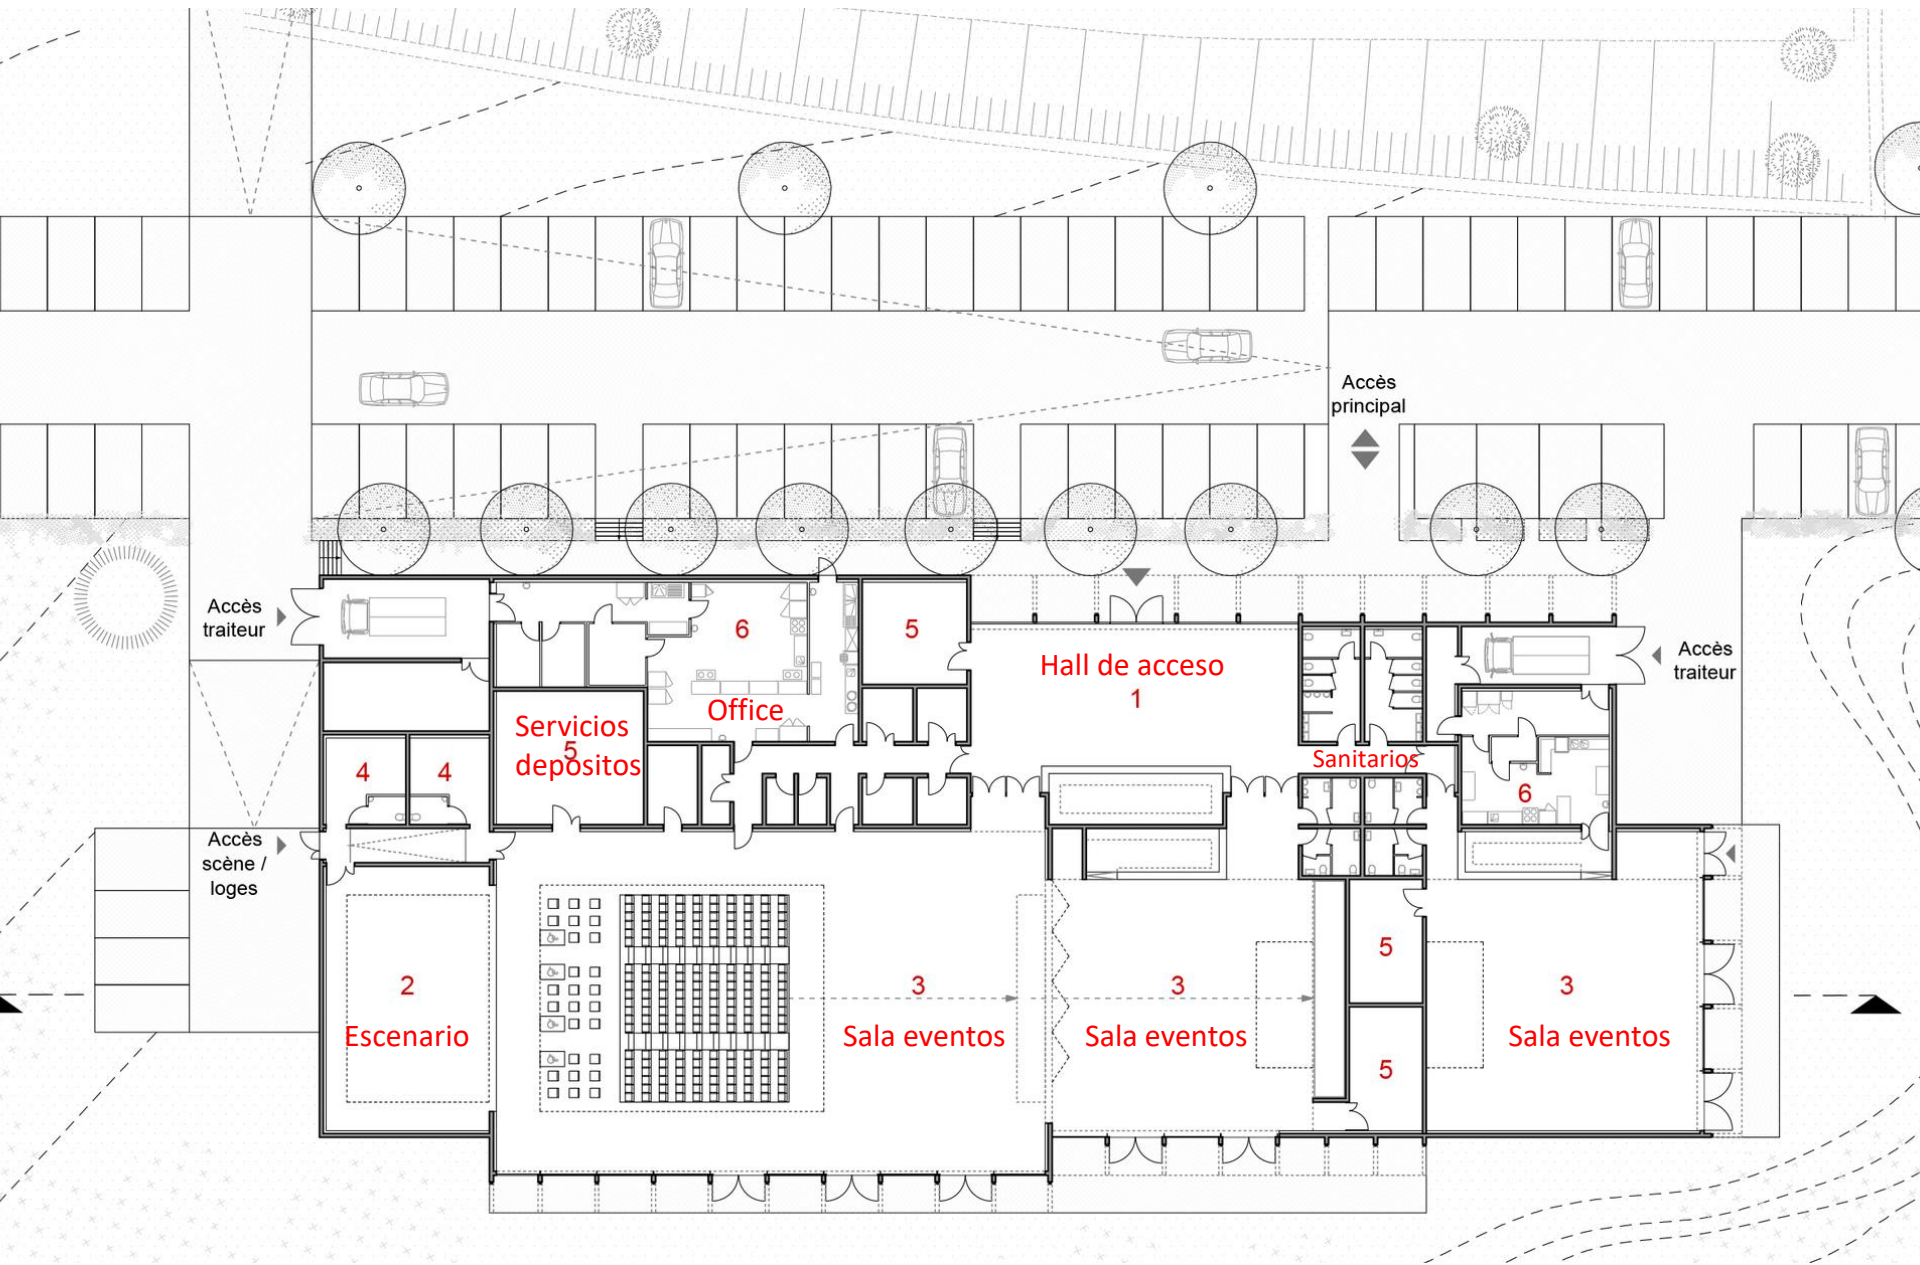 Accès
principal
Accès
traiteur
6
5
Hall de acceso
1
Accès
traiteur
Office
Servicios
5
depósitos
Sanitarios
4
4
6
Accès
scène /
loges
5
2
3
3
3
Escenario
Sala eventos
Sala eventos
Sala eventos
5